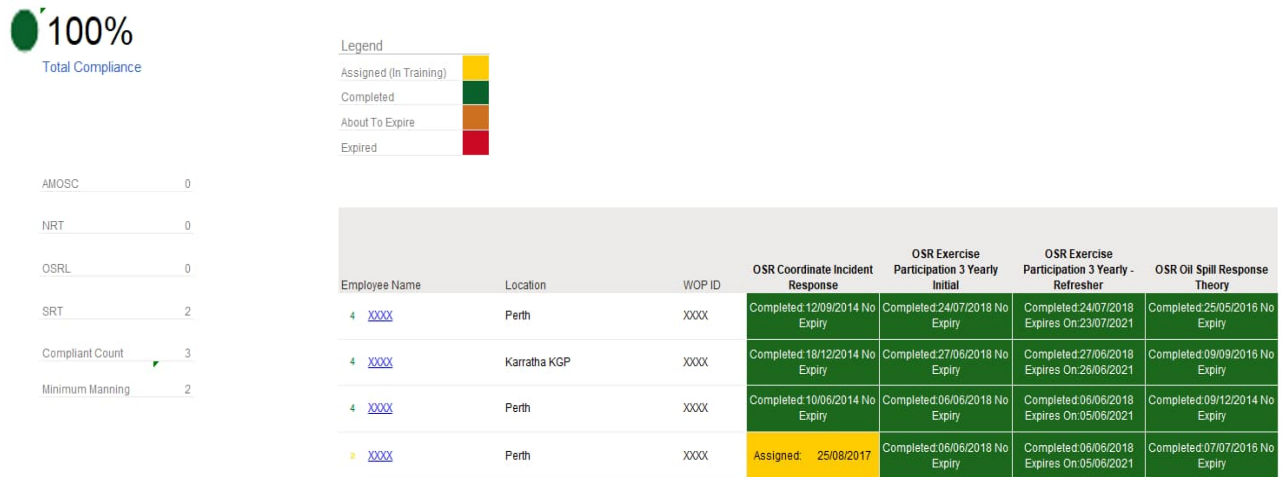 100%
Total Compliance
Legend
Assigned (In Training)
Completed
About To Expire
Expired
AMOSC 0
NRT 0
OSRL 0
SRT 2
Compliant Count 3
Minimum Manning 2
Employee Name Location WOP ID OSR Coordinate Incident Response OSR Exercise Participation 3 Yearly Initial OSR Exercise Participation 3 Yearly - Refresher OSR Oil Spill Response Theory
4 XXXX Perth XXXX Completed:12/09/2014 No Expiry Completed:24/07/2018 No Expiry Completed:24/07/2018 Expires On:23/07/2021 Completed:25/05/2016 No Expiry
4 XXXX Karratha KGP XXXX Completed:18/12/2014 No Expiry Completed:27/06/2018 No Expiry Completed:27/06/2018 Expires On:26/06/2021 Completed:09/09/2016 No Expiry
4 XXXX Perth XXXX Completed:10/06/2014 No Expiry Completed:06/06/2018 No Expiry Completed:06/06/2018 Expires On:05/06/2021 Completed:09/12/2014 No Expiry
2 XXXX Perth XXXX Assigned: 25/08/2017 Completed:06/06/2018 No Expiry Completed:06/06/2018 Expires On:05/06/2021 Completed:07/07/2016 No Expiry